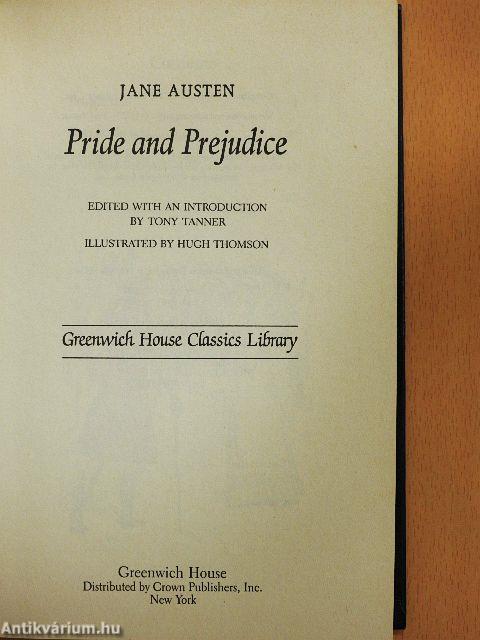 JANE AUSTEN
Pride and Prejudice
EDITED WITH AN INTRODUCTION
BY TONY TANNER
ILLUSTRATED BY HUGH THOMSON
Greenwich House Classics Library
Greenwich House
Distributed by Crown Publishers, Inc.
New York
Antikvárium.hu